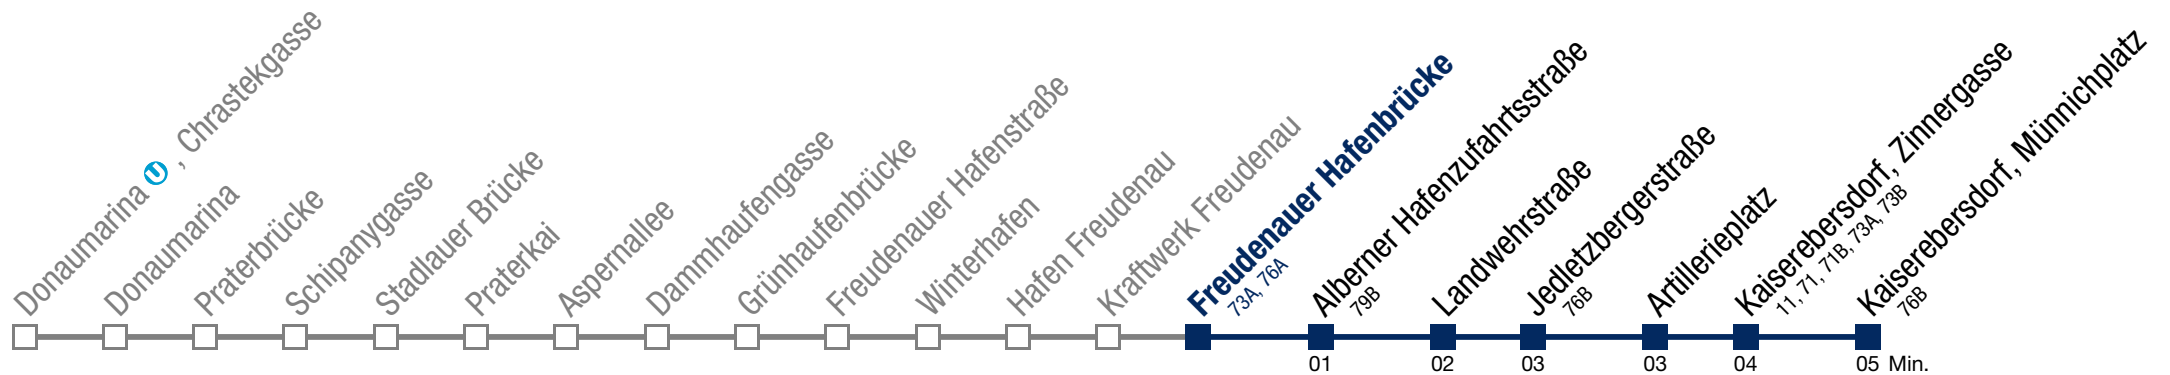 Donaumarina U , Chrastekgasse
Donaumarina
Praterbrücke
Schipanygasse
Stadlauer Brücke
Praterkai
Aspernallee
Dammhaufengasse
Grünhaufenbrücke
Freudenauer Hafenstraße
Winterhafen
Hafen Freudenau
Kraftwerk Freudenau
Freudenauer Hafenbrücke
73A, 76A
Alberner Hafenzufahrtsstraße
79B
Landwehrstraße
Jedletzbergerstraße
76B
Artillerieplatz
Kaiserebersdorf, Zinnergasse
11, 71, 71B, 73A, 73B
Kaiserebersdorf, Münnichplatz
76B
01 02 03 03 04 05 Min.